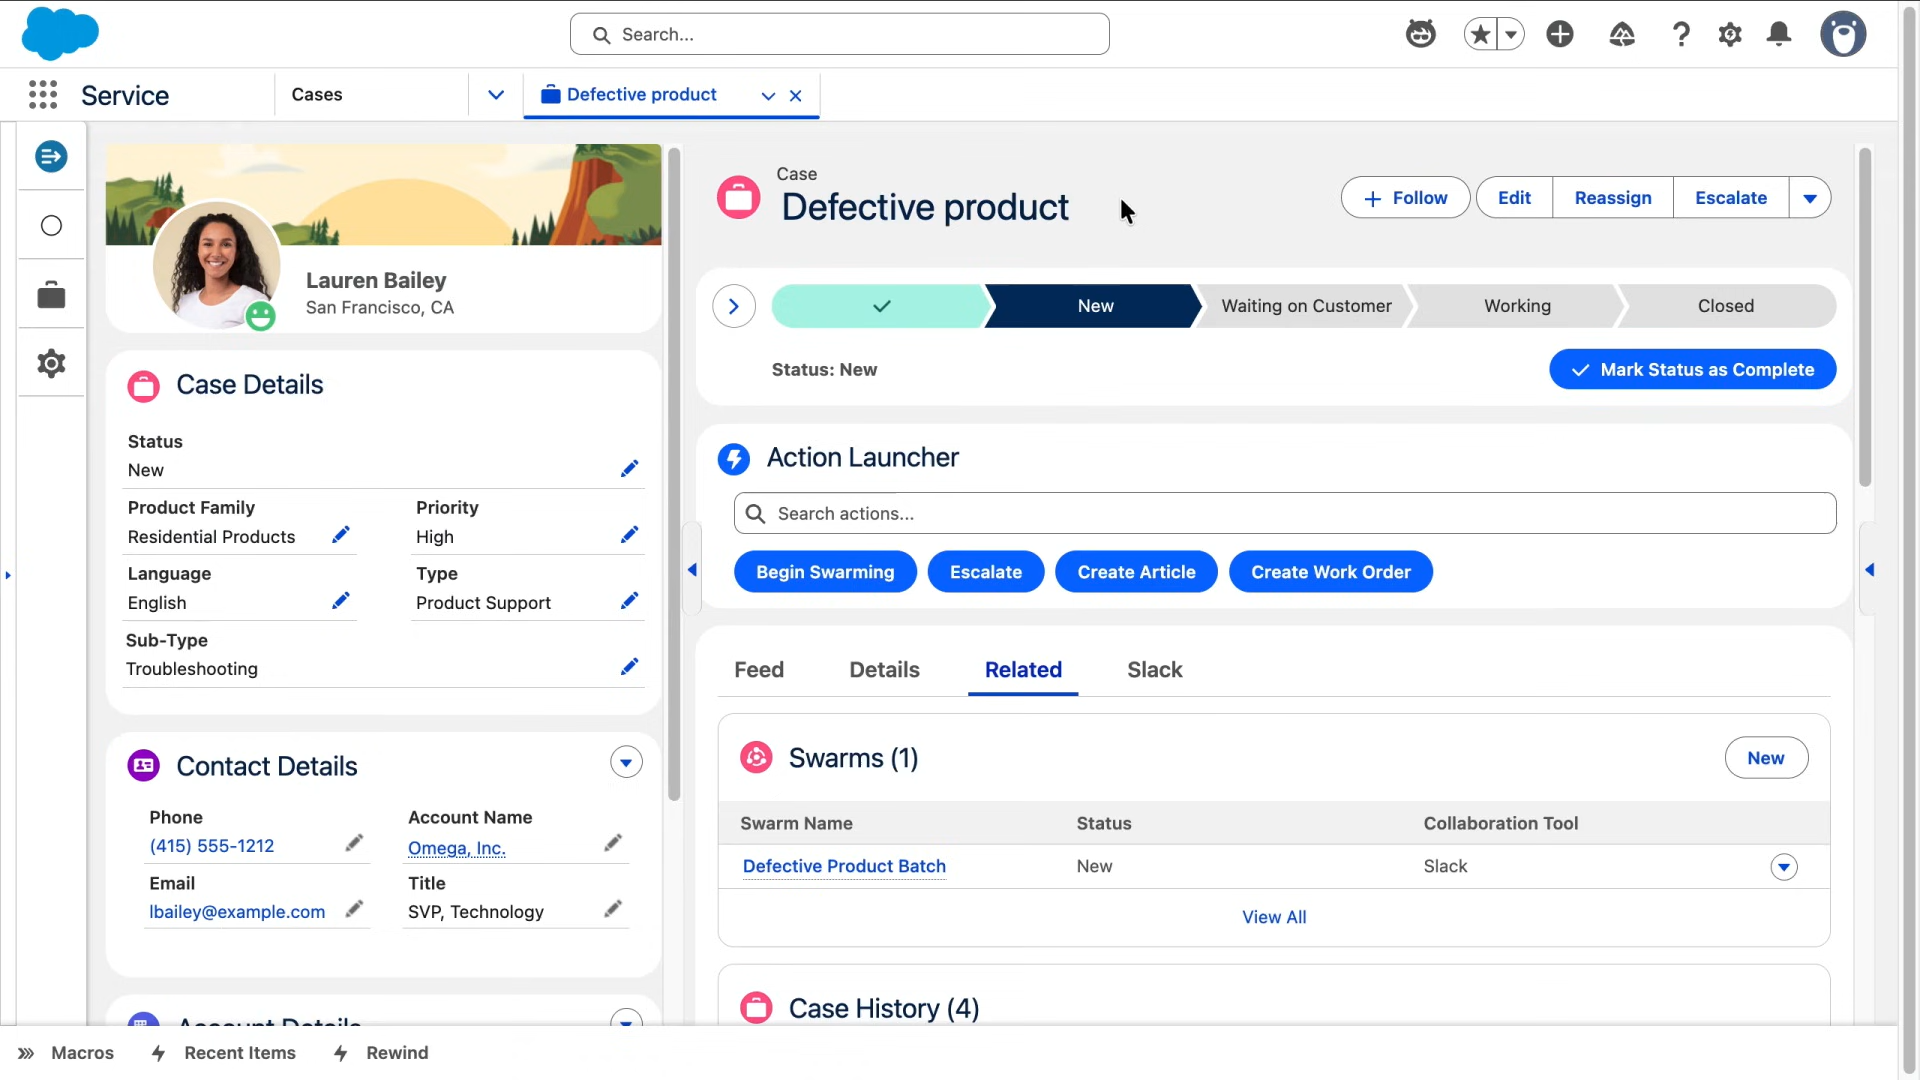 Search...
Service
Cases
Defective product
Lauren Bailey
San Francisco, CA
Case Details
Status
New
Product Family
Priority
Residential Products
High
Language
Type
English
Product Support
Sub-Type
Troubleshooting
Contact Details
Phone
Account Name
(415) 555-1212
Omega, Inc.
Email
Title
lbailey@example.com
SVP, Technology
Account Details
Case
Defective product
Follow
Edit
Reassign
Escalate
New
Waiting on Customer
Working
Closed
Status: New
Mark Status as Complete
Action Launcher
Search actions...
Begin Swarming
Escalate
Create Article
Create Work Order
Feed
Details
Related
Slack
Swarms (1)
New
Swarm Name
Status
Collaboration Tool
Defective Product Batch
New
Slack
View All
Case History (4)
Macros
Recent Items
Rewind